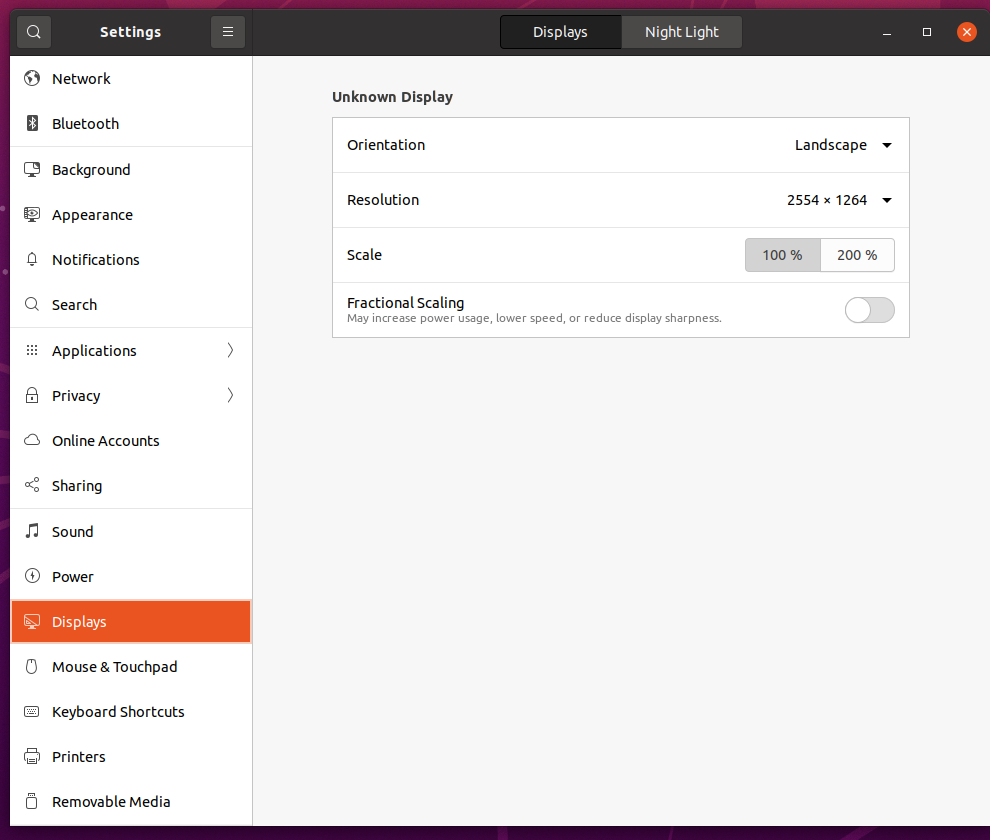 Settings
Displays
Night Light
Network
Bluetooth
Background
Appearance
Notifications
Search
Applications
Privacy
Online Accounts
Sharing
Sound
Power
Displays
Mouse & Touchpad
Keyboard Shortcuts
Printers
Removable Media
Unknown Display
Orientation
Landscape
Resolution
2554 × 1264
Scale
100 %
200 %
Fractional Scaling
May increase power usage, lower speed, or reduce display sharpness.